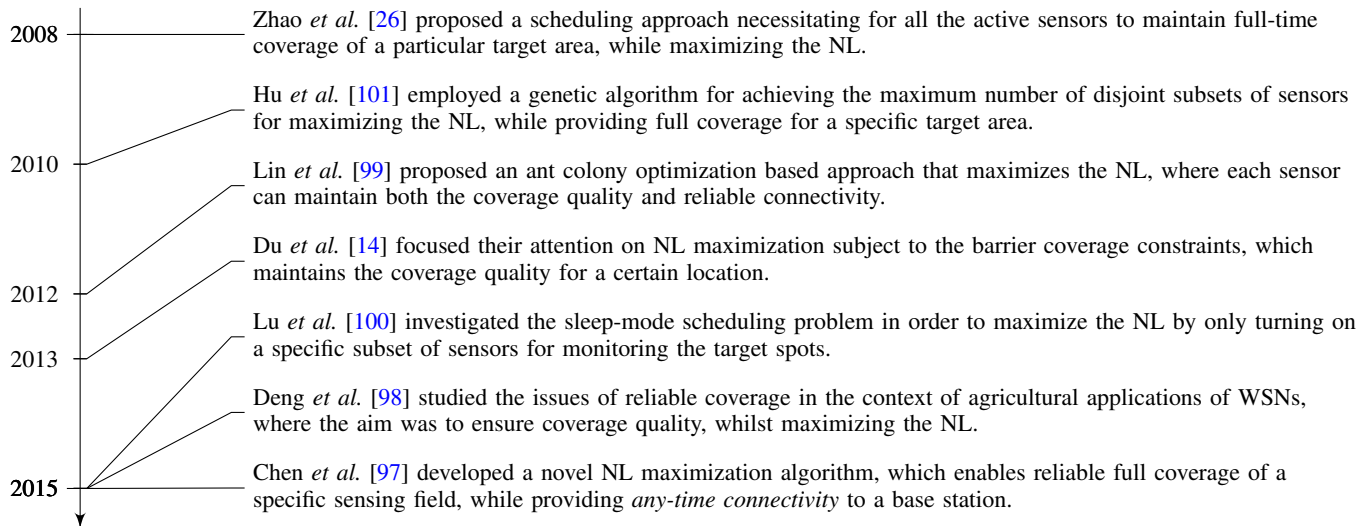 2008
Zhao et al. [26] proposed a scheduling approach necessitating for all the active sensors to maintain full-time
coverage of a particular target area, while maximizing the NL.
Hu et al. [101] employed a genetic algorithm for achieving the maximum number of disjoint subsets of sensors
for maximizing the NL, while providing full coverage for a specific target area.
2010
Lin et al. [99] proposed an ant colony optimization based approach that maximizes the NL, where each sensor
can maintain both the coverage quality and reliable connectivity.
Du et al. [14] focused their attention on NL maximization subject to the barrier coverage constraints, which
maintains the coverage quality for a certain location.
2012
Lu et al. [100] investigated the sleep-mode scheduling problem in order to maximize the NL by only turning on
a specific subset of sensors for monitoring the target spots.
2013
Deng et al. [98] studied the issues of reliable coverage in the context of agricultural applications of WSNs,
where the aim was to ensure coverage quality, whilst maximizing the NL.
Chen et al. [97] developed a novel NL maximization algorithm, which enables reliable full coverage of a
specific sensing field, while providing any-time connectivity to a base station.
2015